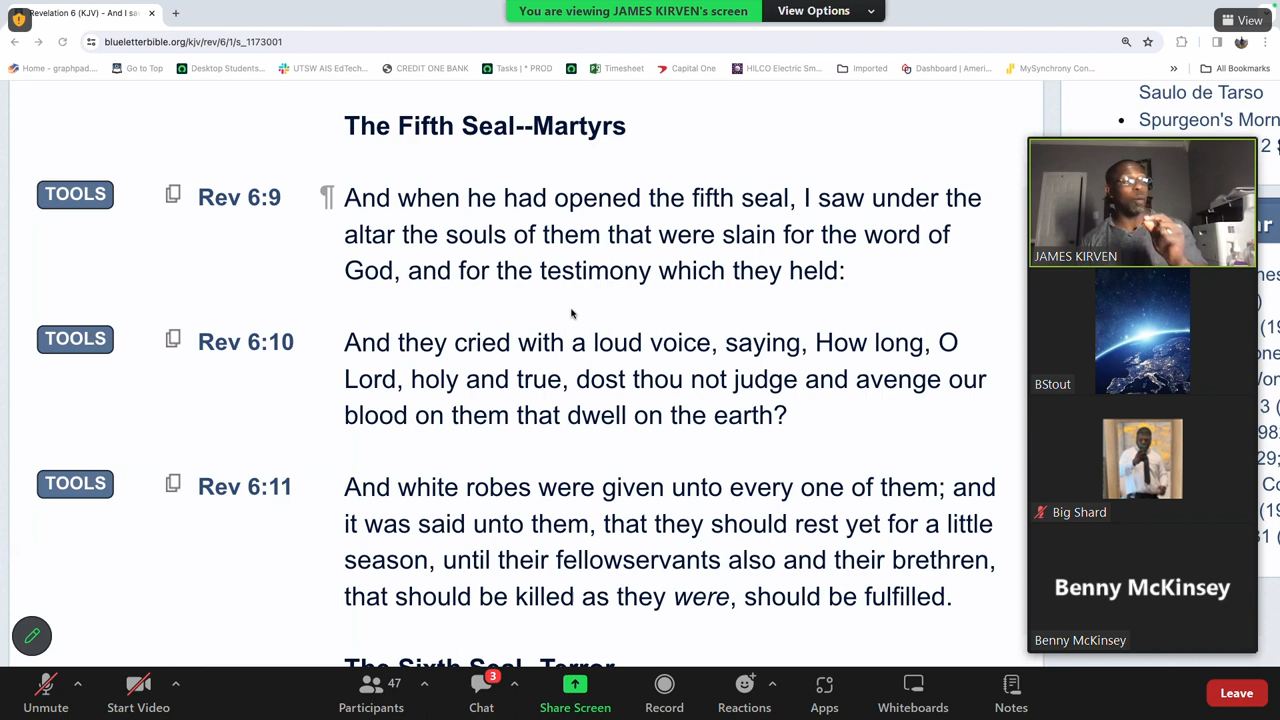 Revelation 6 (KJV) - And I sa
You are viewing JAMES KIRVEN's screen
View Options
View
blueletterbible.org/kjv/rev/6/1/s_1173001
Home - graphpad....
Go to Top
Desktop Students...
UTSW AIS EdTech...
CREDIT ONE BANK
Tasks | * PROD
Timesheet
Capital One
HILCO Electric Sm...
Imported
Dashboard | Ameri...
MySynchrony Con...
»
All Bookmarks
The Fifth Seal--Martyrs
TOOLS
Rev 6:9
¶ And when he had opened the fifth seal, I saw under the
altar the souls of them that were slain for the word of
God, and for the testimony which they held:
TOOLS
Rev 6:10
And they cried with a loud voice, saying, How long, O
Lord, holy and true, dost thou not judge and avenge our
blood on them that dwell on the earth?
TOOLS
Rev 6:11
And white robes were given unto every one of them; and
it was said unto them, that they should rest yet for a little
season, until their fellowservants also and their brethren,
that should be killed as they were, should be fulfilled.
The Sixth Seal--Terror
Saulo de Tarso
• Spurgeon's Morn
JAMES KIRVEN
BStout
Big Shard
Benny McKinsey
Benny McKinsey
Unmute
Start Video
47
Participants
3
Chat
Share Screen
Record
Reactions
Apps
Whiteboards
Notes
Leave